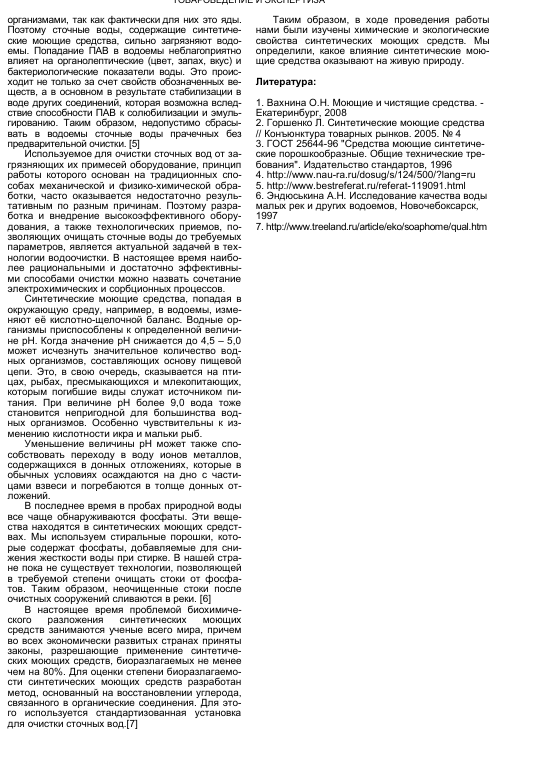 ТОВАРОВЕДЕНИЕ И ЭКСПЕРТИЗА
организмами, так как фактически для них это яды.
Поэтому сточные воды, содержащие синтетиче-
ские моющие средства, сильно загрязняют водо-
емы. Попадание ПАВ в водоемы неблагоприятно
влияет на органолептические (цвет, запах, вкус) и
бактериологические показатели воды. Это проис-
ходит не только за счет свойств обозначенных ве-
ществ, а в основном в результате стабилизации в
воде других соединений, которая возможна вслед-
ствие способности ПАВ к солюбилизации и эмуль-
гированию. Таким образом, недопустимо сбрасы-
вать в водоемы сточные воды прачечных без
предварительной очистки. [5]
Используемое для очистки сточных вод от за-
грязняющих их примесей оборудование, принцип
работы которого основан на традиционных спо-
собах механической и физико-химической обра-
ботки, часто оказывается недостаточно резуль-
тативным по разным причинам. Поэтому разра-
ботка и внедрение высокоэффективного обору-
дования, а также технологических приемов, по-
зволяющих очищать сточные воды до требуемых
параметров, является актуальной задачей в тех-
нологии водоочистки. В настоящее время наибо-
лее рациональными и достаточно эффективны-
ми способами очистки можно назвать сочетание
электрохимических и сорбционных процессов.
Синтетические моющие средства, попадая в
окружающую среду, например, в водоемы, изме-
няют её кислотно-щелочной баланс. Водные ор-
ганизмы приспособлены к определенной величи-
не pH. Когда значение pH снижается до 4,5 – 5,0
может исчезнуть значительное количество вод-
ных организмов, составляющих основу пищевой
цепи. Это, в свою очередь, сказывается на пти-
цах, рыбах, пресмыкающихся и млекопитающих,
которым погибшие виды служат источником пи-
тания. При величине pH более 9,0 вода тоже
становится непригодной для большинства вод-
ных организмов. Особенно чувствительны к из-
менению кислотности икра и мальки рыб.
Уменьшение величины pH может также спо-
собствовать переходу в воду ионов металлов,
содержащихся в донных отложениях, которые в
обычных условиях осаждаются на дно с части-
цами взвеси и погребаются в толще донных от-
ложений.
В последнее время в пробах природной воды
все чаще обнаруживаются фосфаты. Эти веще-
ства находятся в синтетических моющих средст-
вах. Мы используем стиральные порошки, кото-
рые содержат фосфаты, добавляемые для сни-
жения жесткости воды при стирке. В нашей стра-
не пока не существует технологии, позволяющей
в требуемой степени очищать стоки от фосфа-
тов. Таким образом, неочищенные стоки после
очистных сооружений сливаются в реки. [6]
В настоящее время проблемой биохимиче-
ского разложения синтетических моющих
средств занимаются ученые всего мира, причем
во всех экономически развитых странах приняты
законы, разрешающие применение синтетиче-
ских моющих средств, биоразлагаемых не менее
чем на 80%. Для оценки степени биоразлагаемо-
сти синтетических моющих средств разработан
метод, основанный на восстановлении углерода,
связанного в органические соединения. Для это-
го используется стандартизованная установка
для очистки сточных вод.[7]
Таким образом, в ходе проведения работы
нами были изучены химические и экологические
свойства синтетических моющих средств. Мы
определили, какое влияние синтетические мою-
щие средства оказывают на живую природу.
Литература:
1. Вахнина О.Н. Моющие и чистящие средства. -
Екатеринбург, 2008
2. Горшенко Л. Синтетические моющие средства
// Конъюнктура товарных рынков. 2005. № 4
3. ГОСТ 25644-96 "Средства моющие синтетиче-
ские порошкообразные. Общие технические тре-
бования". Издательство стандартов, 1996
4. http://www.nau-ra.ru/dosug/s/124/500/?lang=ru
5. http://www.bestreferat.ru/referat-119091.html
6. Эндюськина А.Н. Исследование качества воды
малых рек и других водоемов, Новочебоксарск,
1997
7. http://www.treeland.ru/article/eko/soaphome/qual.htm